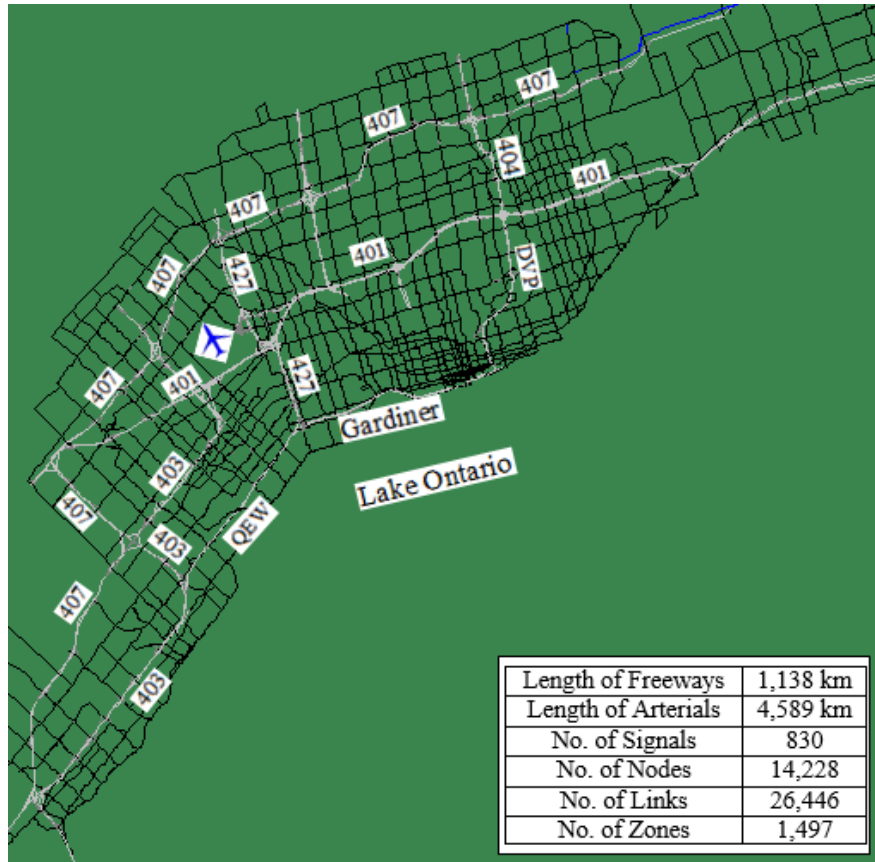 407
407
404
401
407
401
DVP
427
407
427
401
407
Gardiner
Lake Ontario
403
407
QEW
403
407
403
Length of Freeways 1,138 km
Length of Arterials 4,589 km
No. of Signals 830
No. of Nodes 14,228
No. of Links 26,446
No. of Zones 1,497